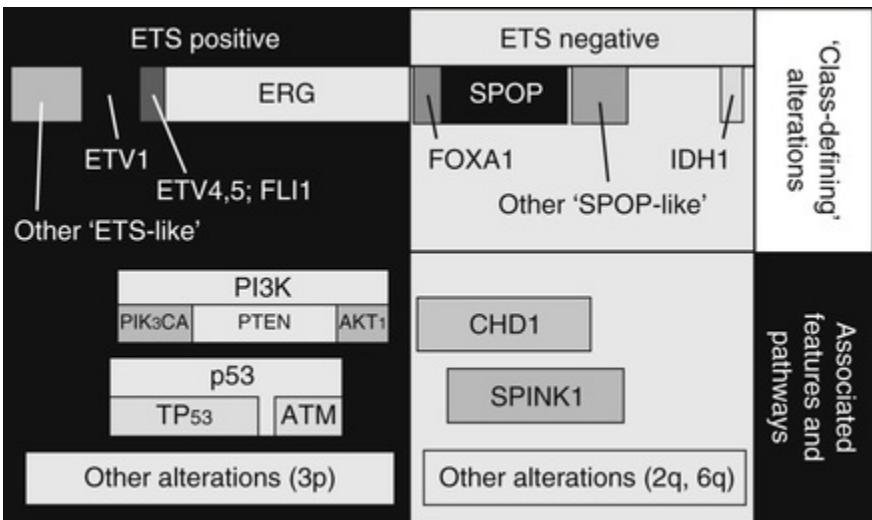 ETS positive
ETS negative
ERG
SPOP
ETV1
FOXA1
IDH1
ETV4,5; FLI1
Other ‘SPOP-like’
Other ‘ETS-like’
‘Class-defining’
alterations
PI3K
PIK3CA
PTEN
AKT1
CHD1
p53
TP53
ATM
SPINK1
Other alterations (3p)
Other alterations (2q, 6q)
Associated
features and
pathways